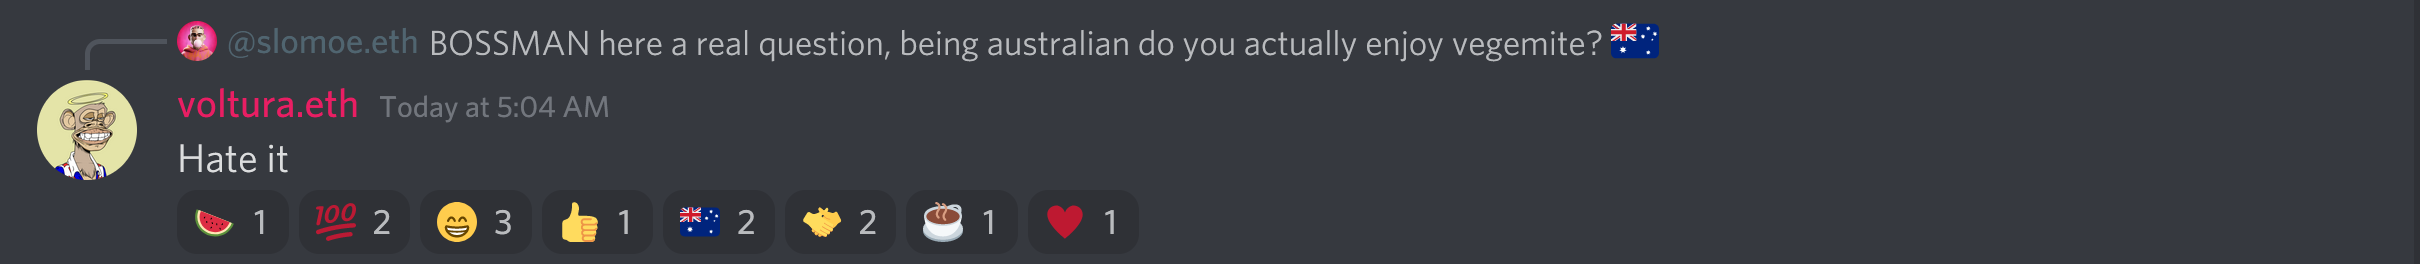 @slomoe.eth BOSSMAN here a real question, being australian do you actually enjoy vegemite? 🇦🇺
voltura.eth Today at 5:04 AM
Hate it
🍉 1 💯 2 😁 3 👍 1 🇦🇺 2 🤝 2 ☕ 1 ♥️ 1